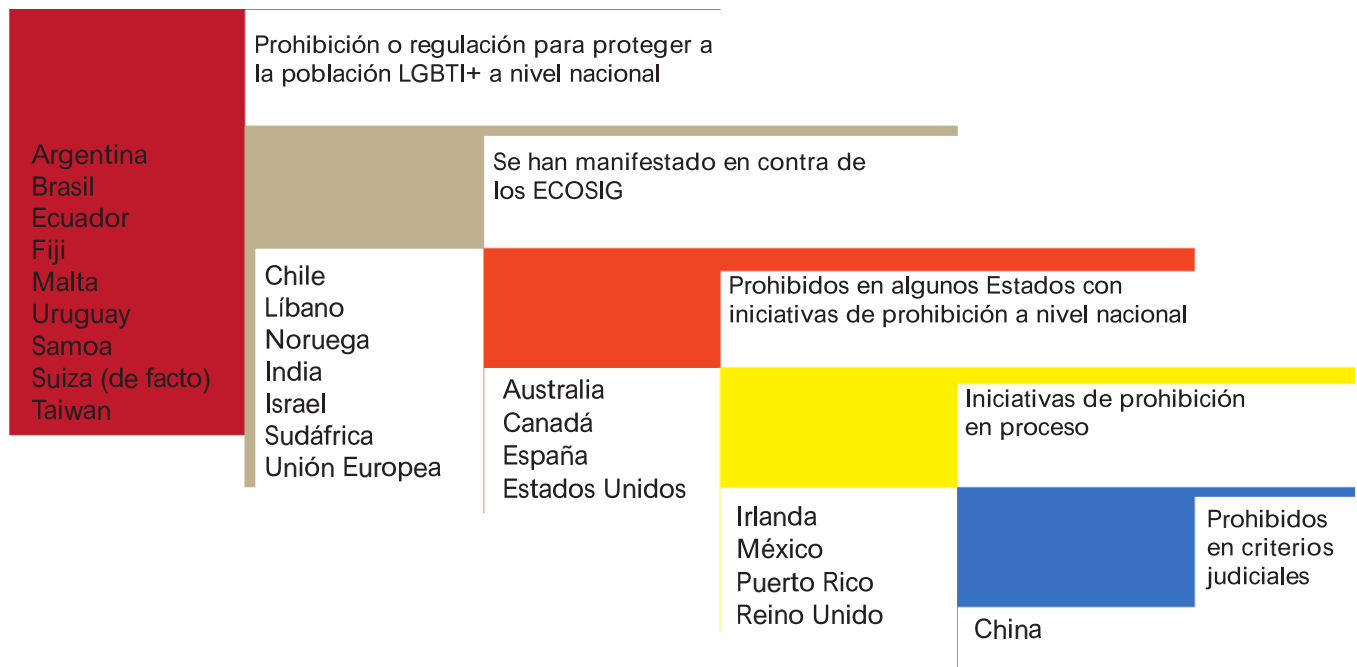 Prohibición o regulación para proteger a
la población LGBTI+ a nivel nacional
Argentina
Brasil
Ecuador
Fiji
Malta
Uruguay
Samoa
Suiza (de facto)
Taiwan
Se han manifestado en contra de
los ECOSIG
Chile
Líbano
Noruega
India
Israel
Sudáfrica
Unión Europea
Prohibidos en algunos Estados con
iniciativas de prohibición a nivel nacional
Australia
Canadá
España
Estados Unidos
Iniciativas de prohibición
en proceso
Irlanda
México
Puerto Rico
Reino Unido
Prohibidos
en criterios
judiciales
China